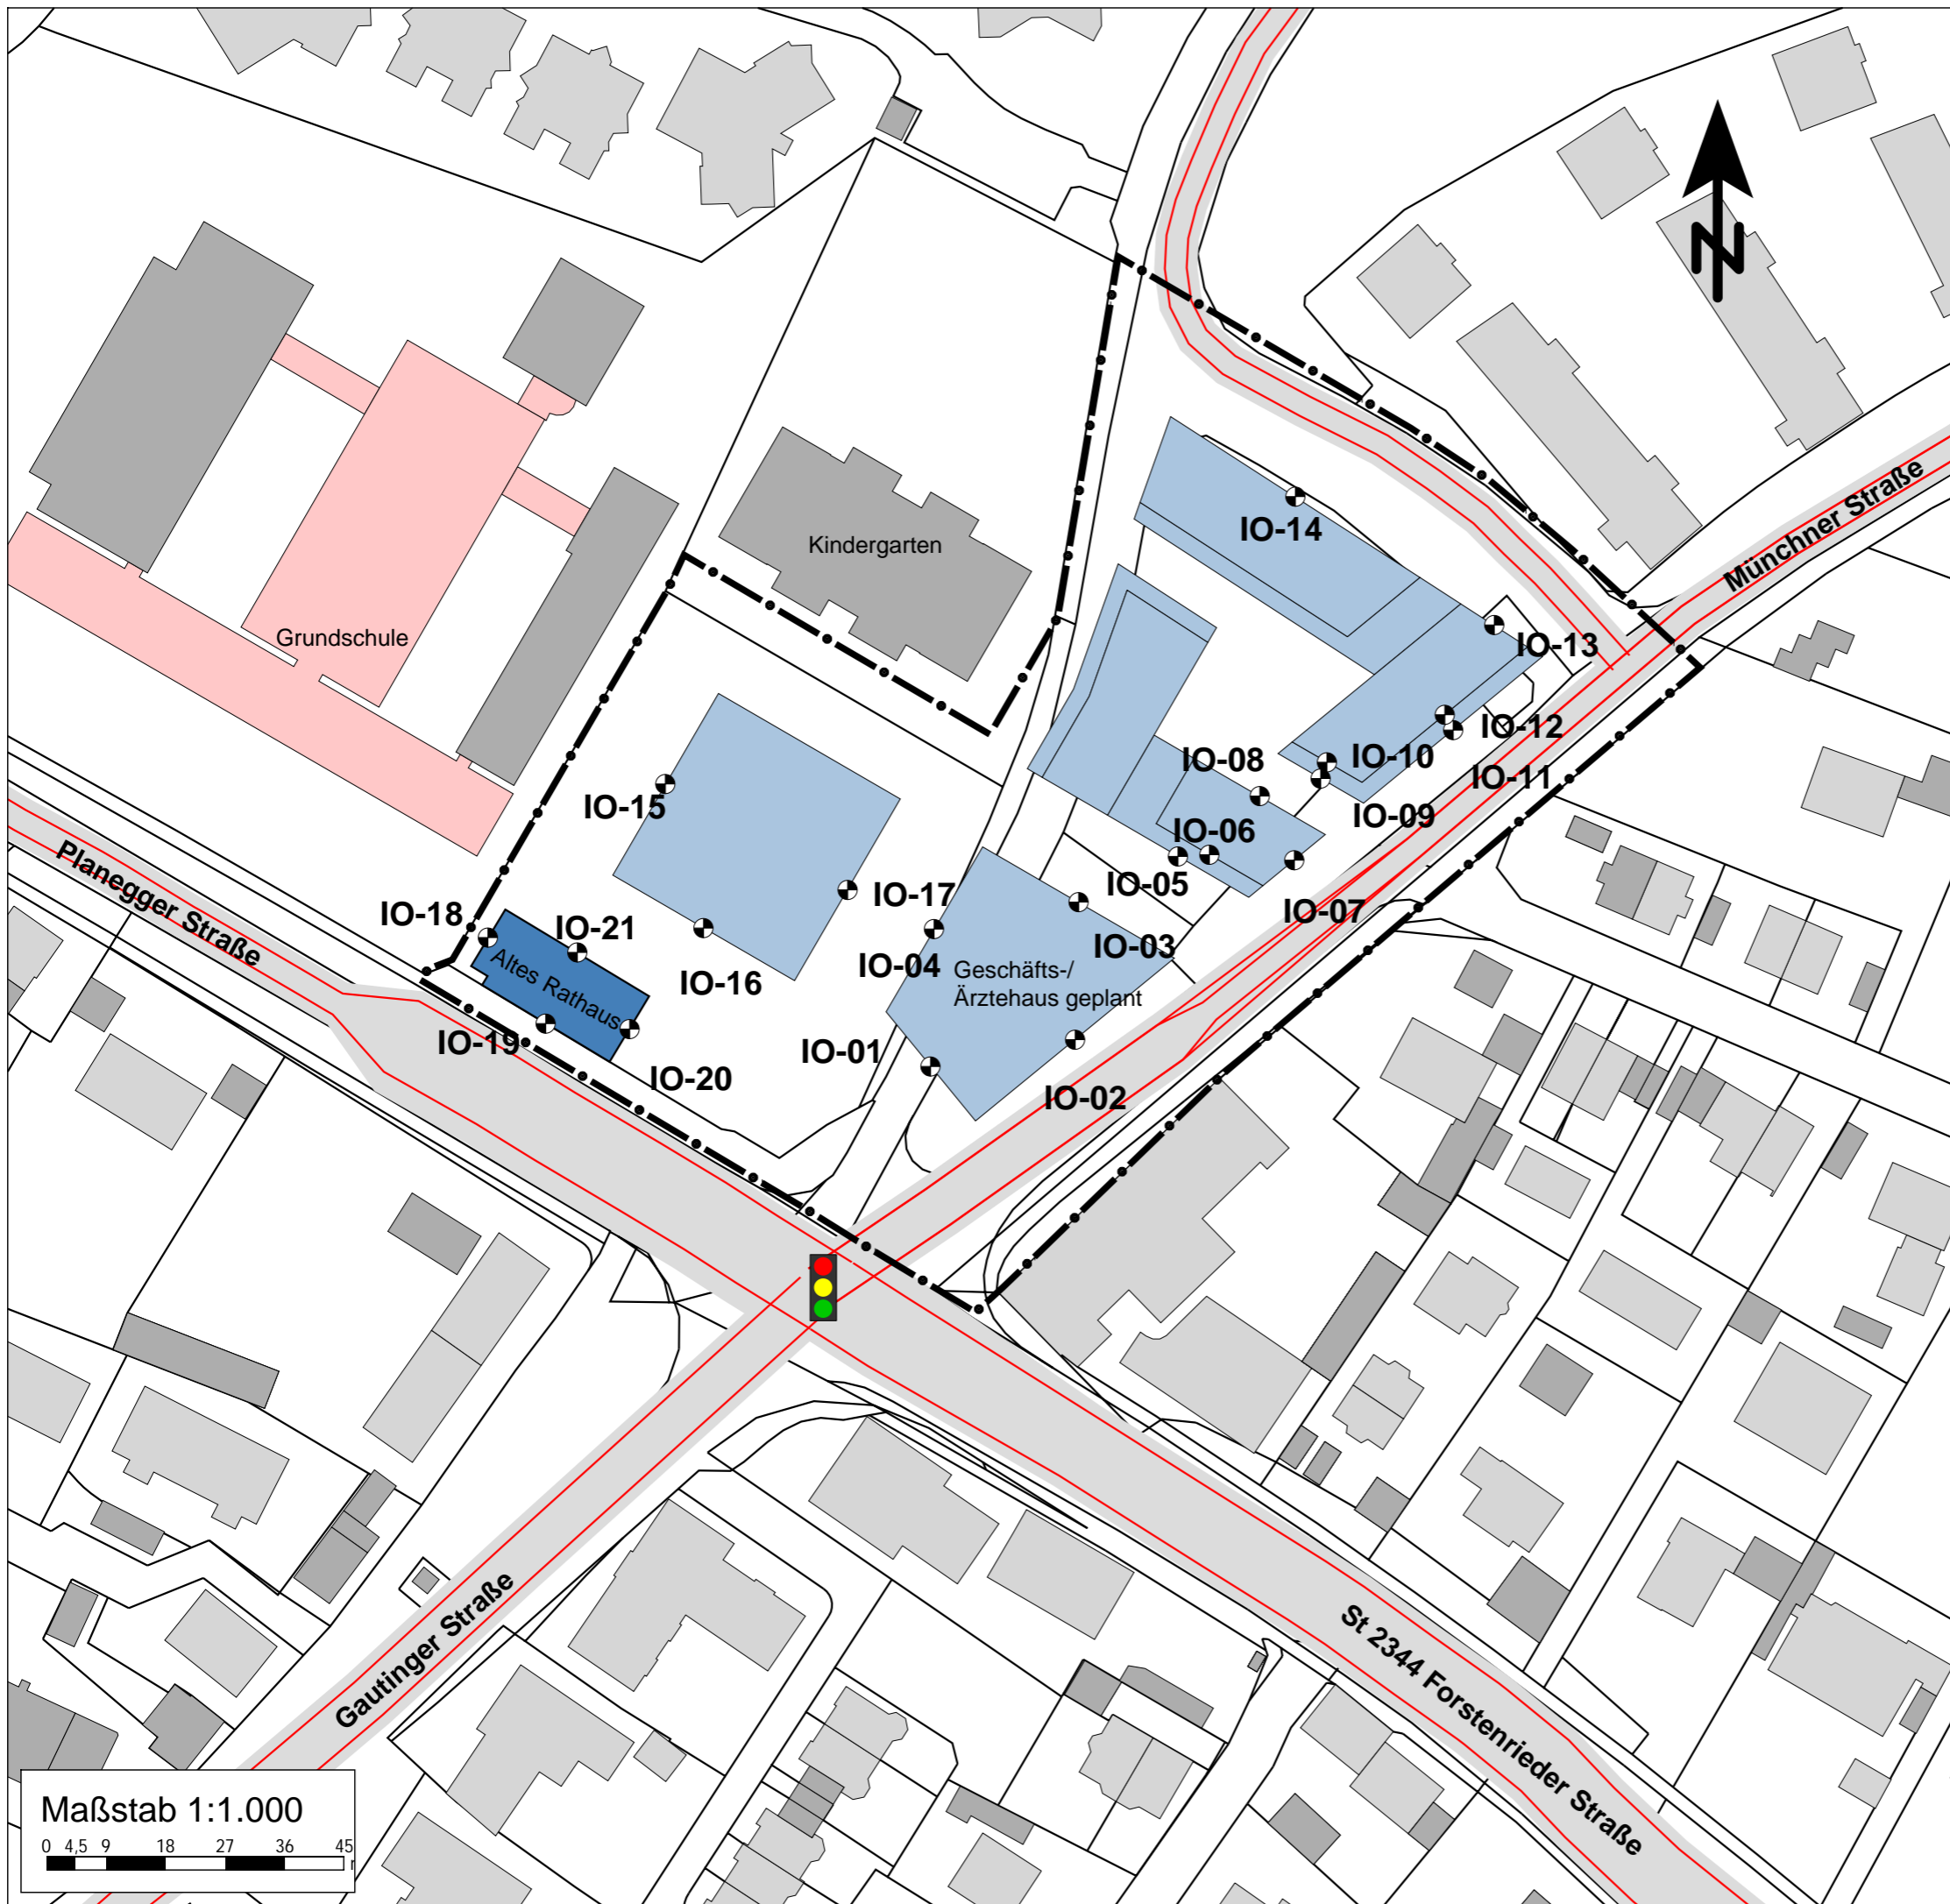 N
IO-14
Münchner Straße
Kindergarten
Grundschule
IO-13
IO-12
IO-08
IO-10
IO-11
IO-15
IO-09
IO-06
IO-05
IO-17
IO-18
IO-07
IO-21
IO-03
Planegger Straße
Altes Rathaus
IO-16
IO-04
Geschäfts-/
Ärztehaus geplant
IO-19
IO-01
IO-20
IO-02
Gautinger Straße
St 2344 Forstenrieder Straße
Maßstab 1:1.000
0 4,5 9 18 27 36 45